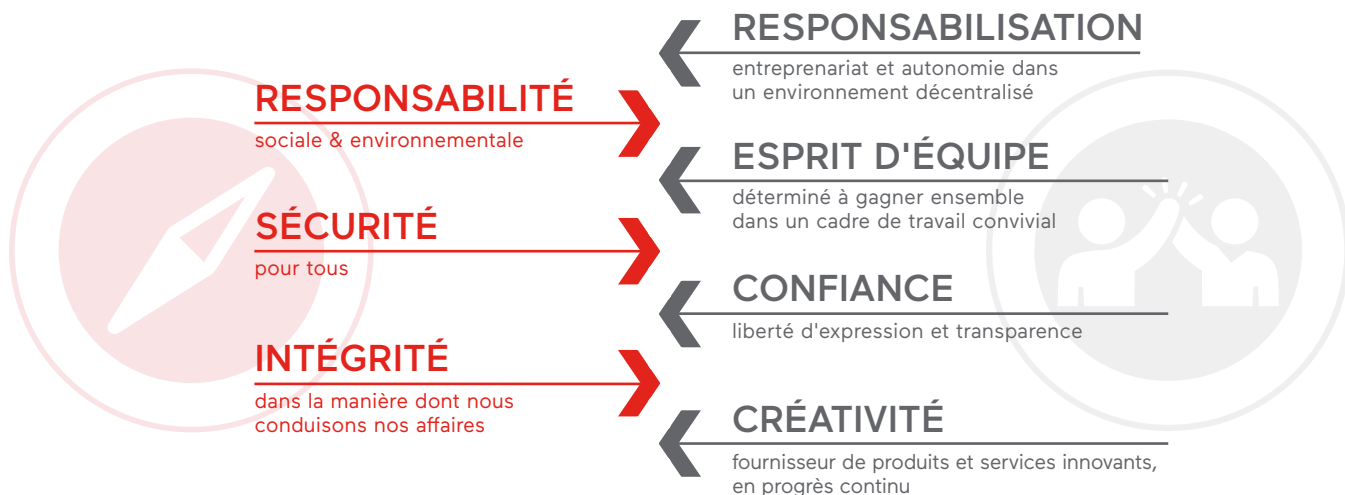 RESPONSABILITÉ
sociale & environnementale
SÉCURITÉ
pour tous
INTÉGRITÉ
dans la manière dont nous
conduisons nos affaires
RESPONSABILISATION
entreprenariat et autonomie dans
un environnement décentralisé
ESPRIT D'ÉQUIPE
déterminé à gagner ensemble
dans un cadre de travail convivial
CONFIANCE
liberté d'expression et transparence
CRÉATIVITÉ
fournisseur de produits et services innovants,
en progrès continu